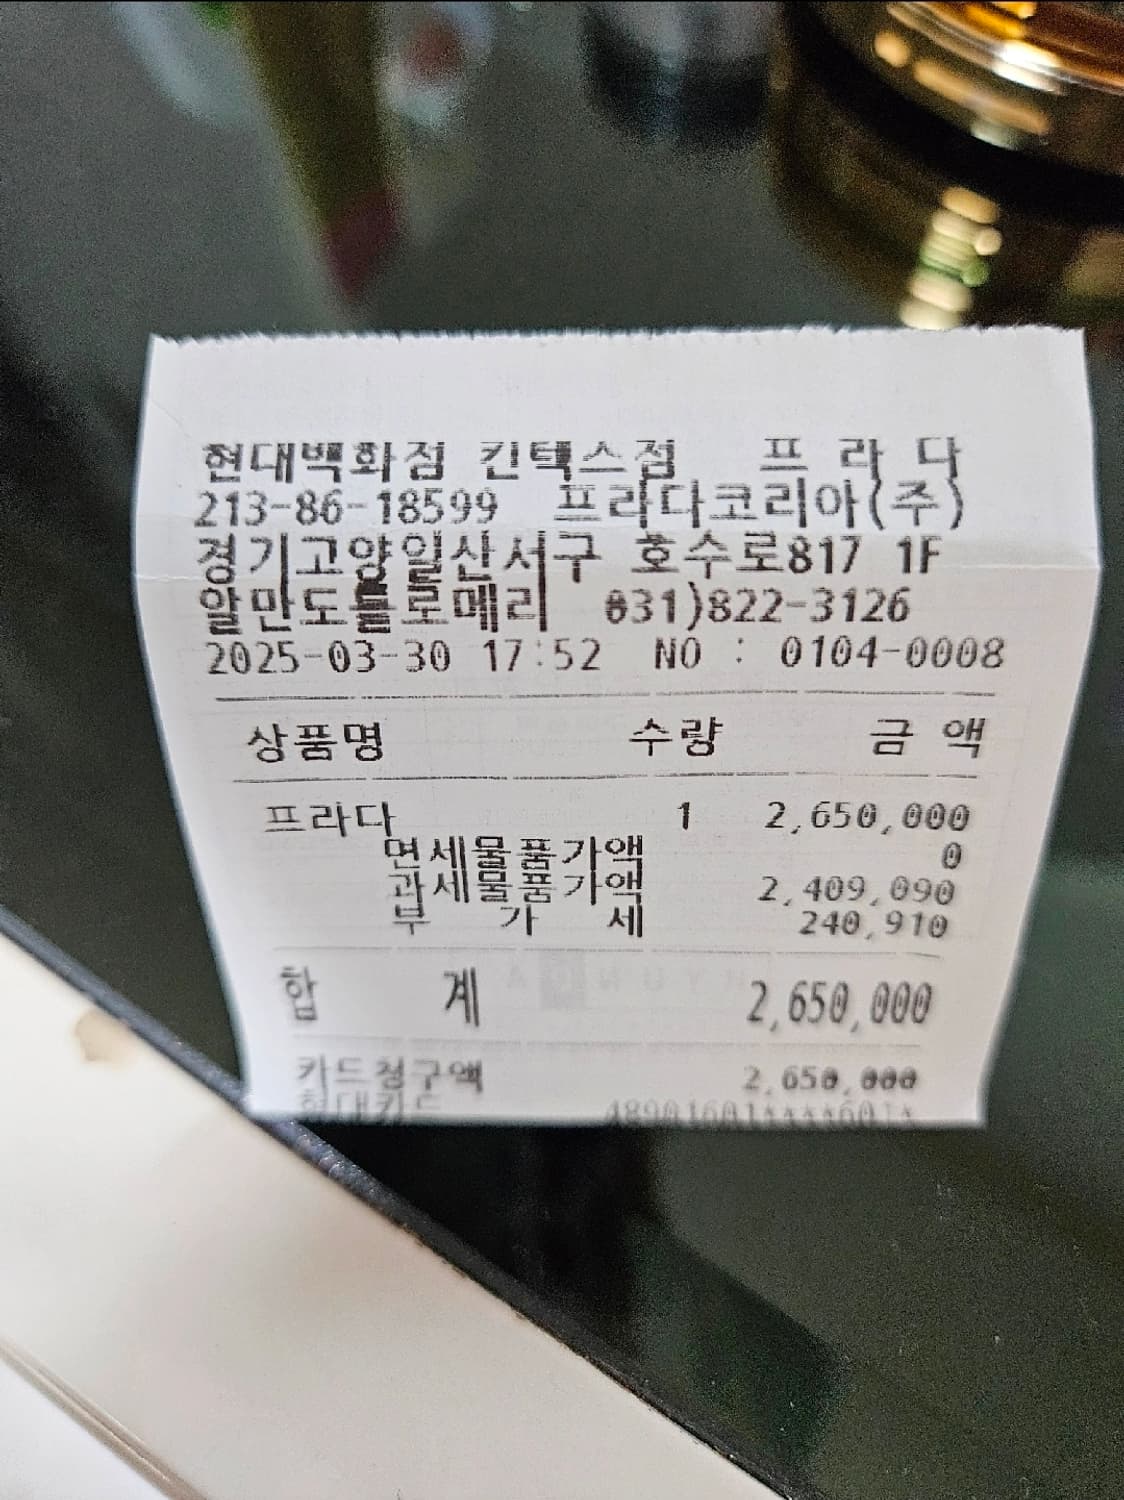 현대백화점 킨텍스점 프 라 다
213-86-18599 프라다코리아(주)
경기고양일산서구 호수로817 1F
알만도톨로메리 031)822-3126
2025-03-30 17:52 NO : 0104-0008
상품명 수량 금 액
프라다 1 2,650,000
면세물품가액 0
과세물품가액 2,409,090
부 가 세 240,910
합 계 2,650,000
카드청구액 2,650,000
현대카드